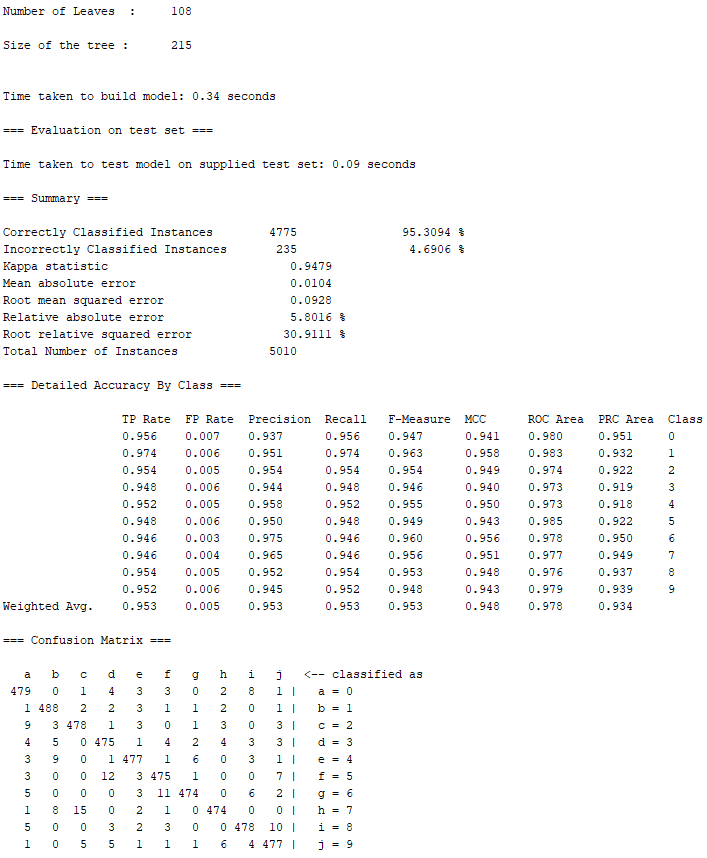 Number of Leaves  :     108
Size of the tree :      215
Time taken to build model: 0.34 seconds
=== Evaluation on test set ===
Time taken to test model on supplied test set: 0.09 seconds
=== Summary ===
Correctly Classified Instances        4775               95.3094 %
Incorrectly Classified Instances       235                4.6906 %
Kappa statistic                          0.9479
Mean absolute error                      0.0104
Root mean squared error                  0.0928
Relative absolute error                  5.8016 %
Root relative squared error             30.9111 %
Total Number of Instances             5010
=== Detailed Accuracy By Class ===
                 TP Rate  FP Rate  Precision  Recall   F-Measure  MCC      ROC Area  PRC Area  Class
                 0.956    0.007    0.937      0.956    0.947      0.941    0.980     0.951     0
                 0.974    0.006    0.951      0.974    0.963      0.958    0.983     0.932     1
                 0.954    0.005    0.954      0.954    0.954      0.949    0.974     0.922     2
                 0.948    0.006    0.944      0.948    0.946      0.940    0.973     0.919     3
                 0.952    0.005    0.958      0.952    0.955      0.950    0.973     0.918     4
                 0.948    0.006    0.950      0.948    0.949      0.943    0.985     0.922     5
                 0.946    0.003    0.975      0.946    0.960      0.956    0.978     0.950     6
                 0.946    0.004    0.965      0.946    0.956      0.951    0.977     0.949     7
                 0.954    0.005    0.952      0.954    0.953      0.948    0.976     0.937     8
                 0.952    0.006    0.945      0.952    0.948      0.943    0.979     0.939     9
Weighted Avg.    0.953    0.005    0.953      0.953    0.953      0.948    0.978     0.934
=== Confusion Matrix ===
   a   b   c   d   e   f   g   h   i   j   <-- classified as
 479   0   1   4   3   3   0   2   8   1 |   a = 0
   1 488   2   2   3   1   1   2   0   1 |   b = 1
   9   3 478   1   3   0   1   3   0   3 |   c = 2
   4   5   0 475   1   4   2   4   3   3 |   d = 3
   3   9   0   1 477   1   6   0   3   1 |   e = 4
   3   0   0  12   3 475   1   0   0   7 |   f = 5
   5   0   0   0   3  11 474   0   6   2 |   g = 6
   1   8  15   0   2   1   0 474   0   0 |   h = 7
   5   0   0   3   2   3   0   0 478  10 |   i = 8
   1   0   5   5   1   1   1   6   4 477 |   j = 9